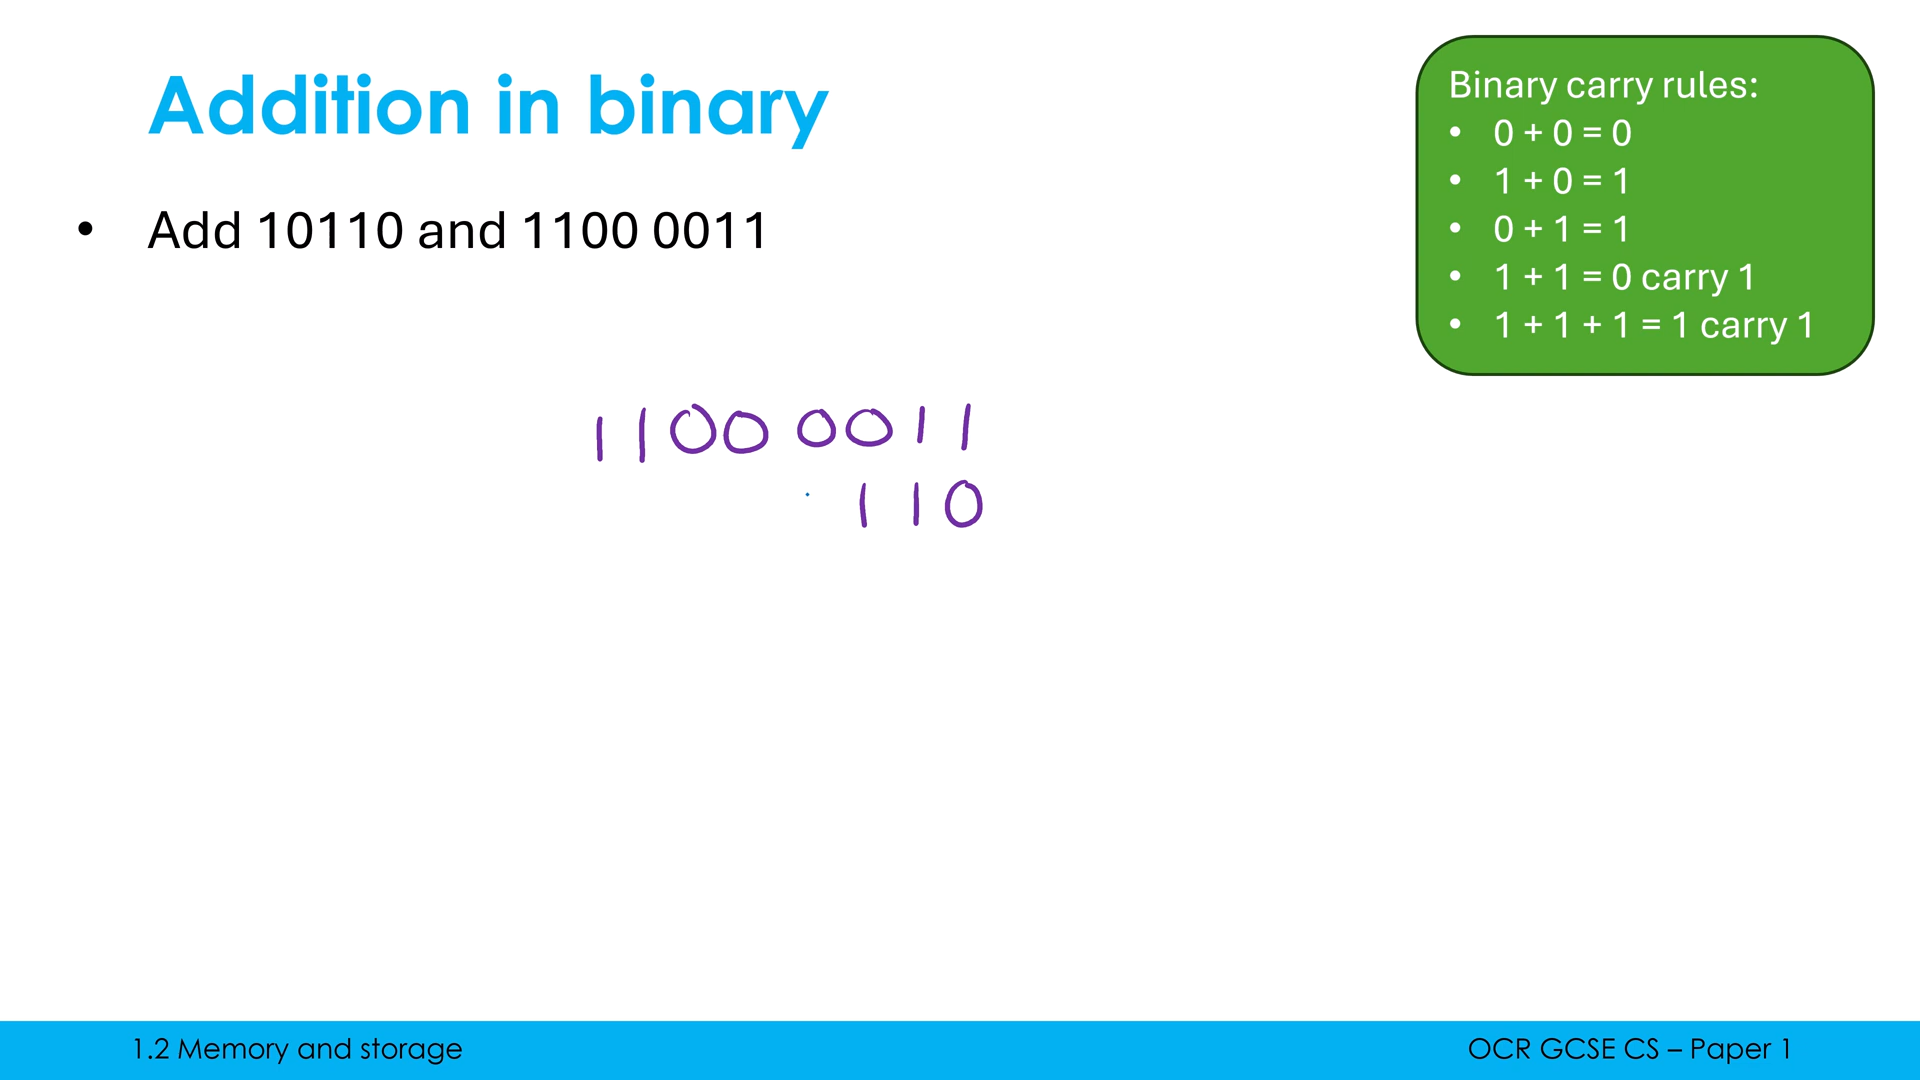 Addition in binary
• Add 10110 and 1100 0011
Binary carry rules:
• 0 + 0 = 0
• 1 + 0 = 1
• 0 + 1 = 1
• 1 + 1 = 0 carry 1
• 1 + 1 + 1 = 1 carry 1
1100 0011
110
1.2 Memory and storage
OCR GCSE CS – Paper 1